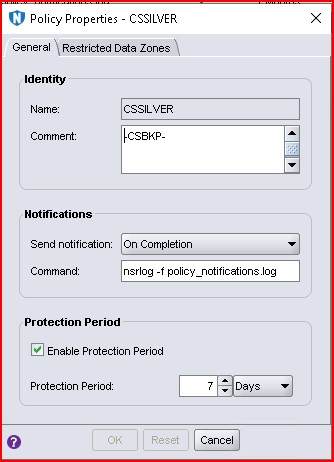 Policy Properties - CSSILVER
General Restricted Data Zones
Identity
Name: CSSILVER
Comment: -CSBKP-
Notifications
Send notification: On Completion
Command: nsrlog -f policy_notifications.log
Protection Period
Enable Protection Period
Protection Period: 7 Days
? OK Reset Cancel